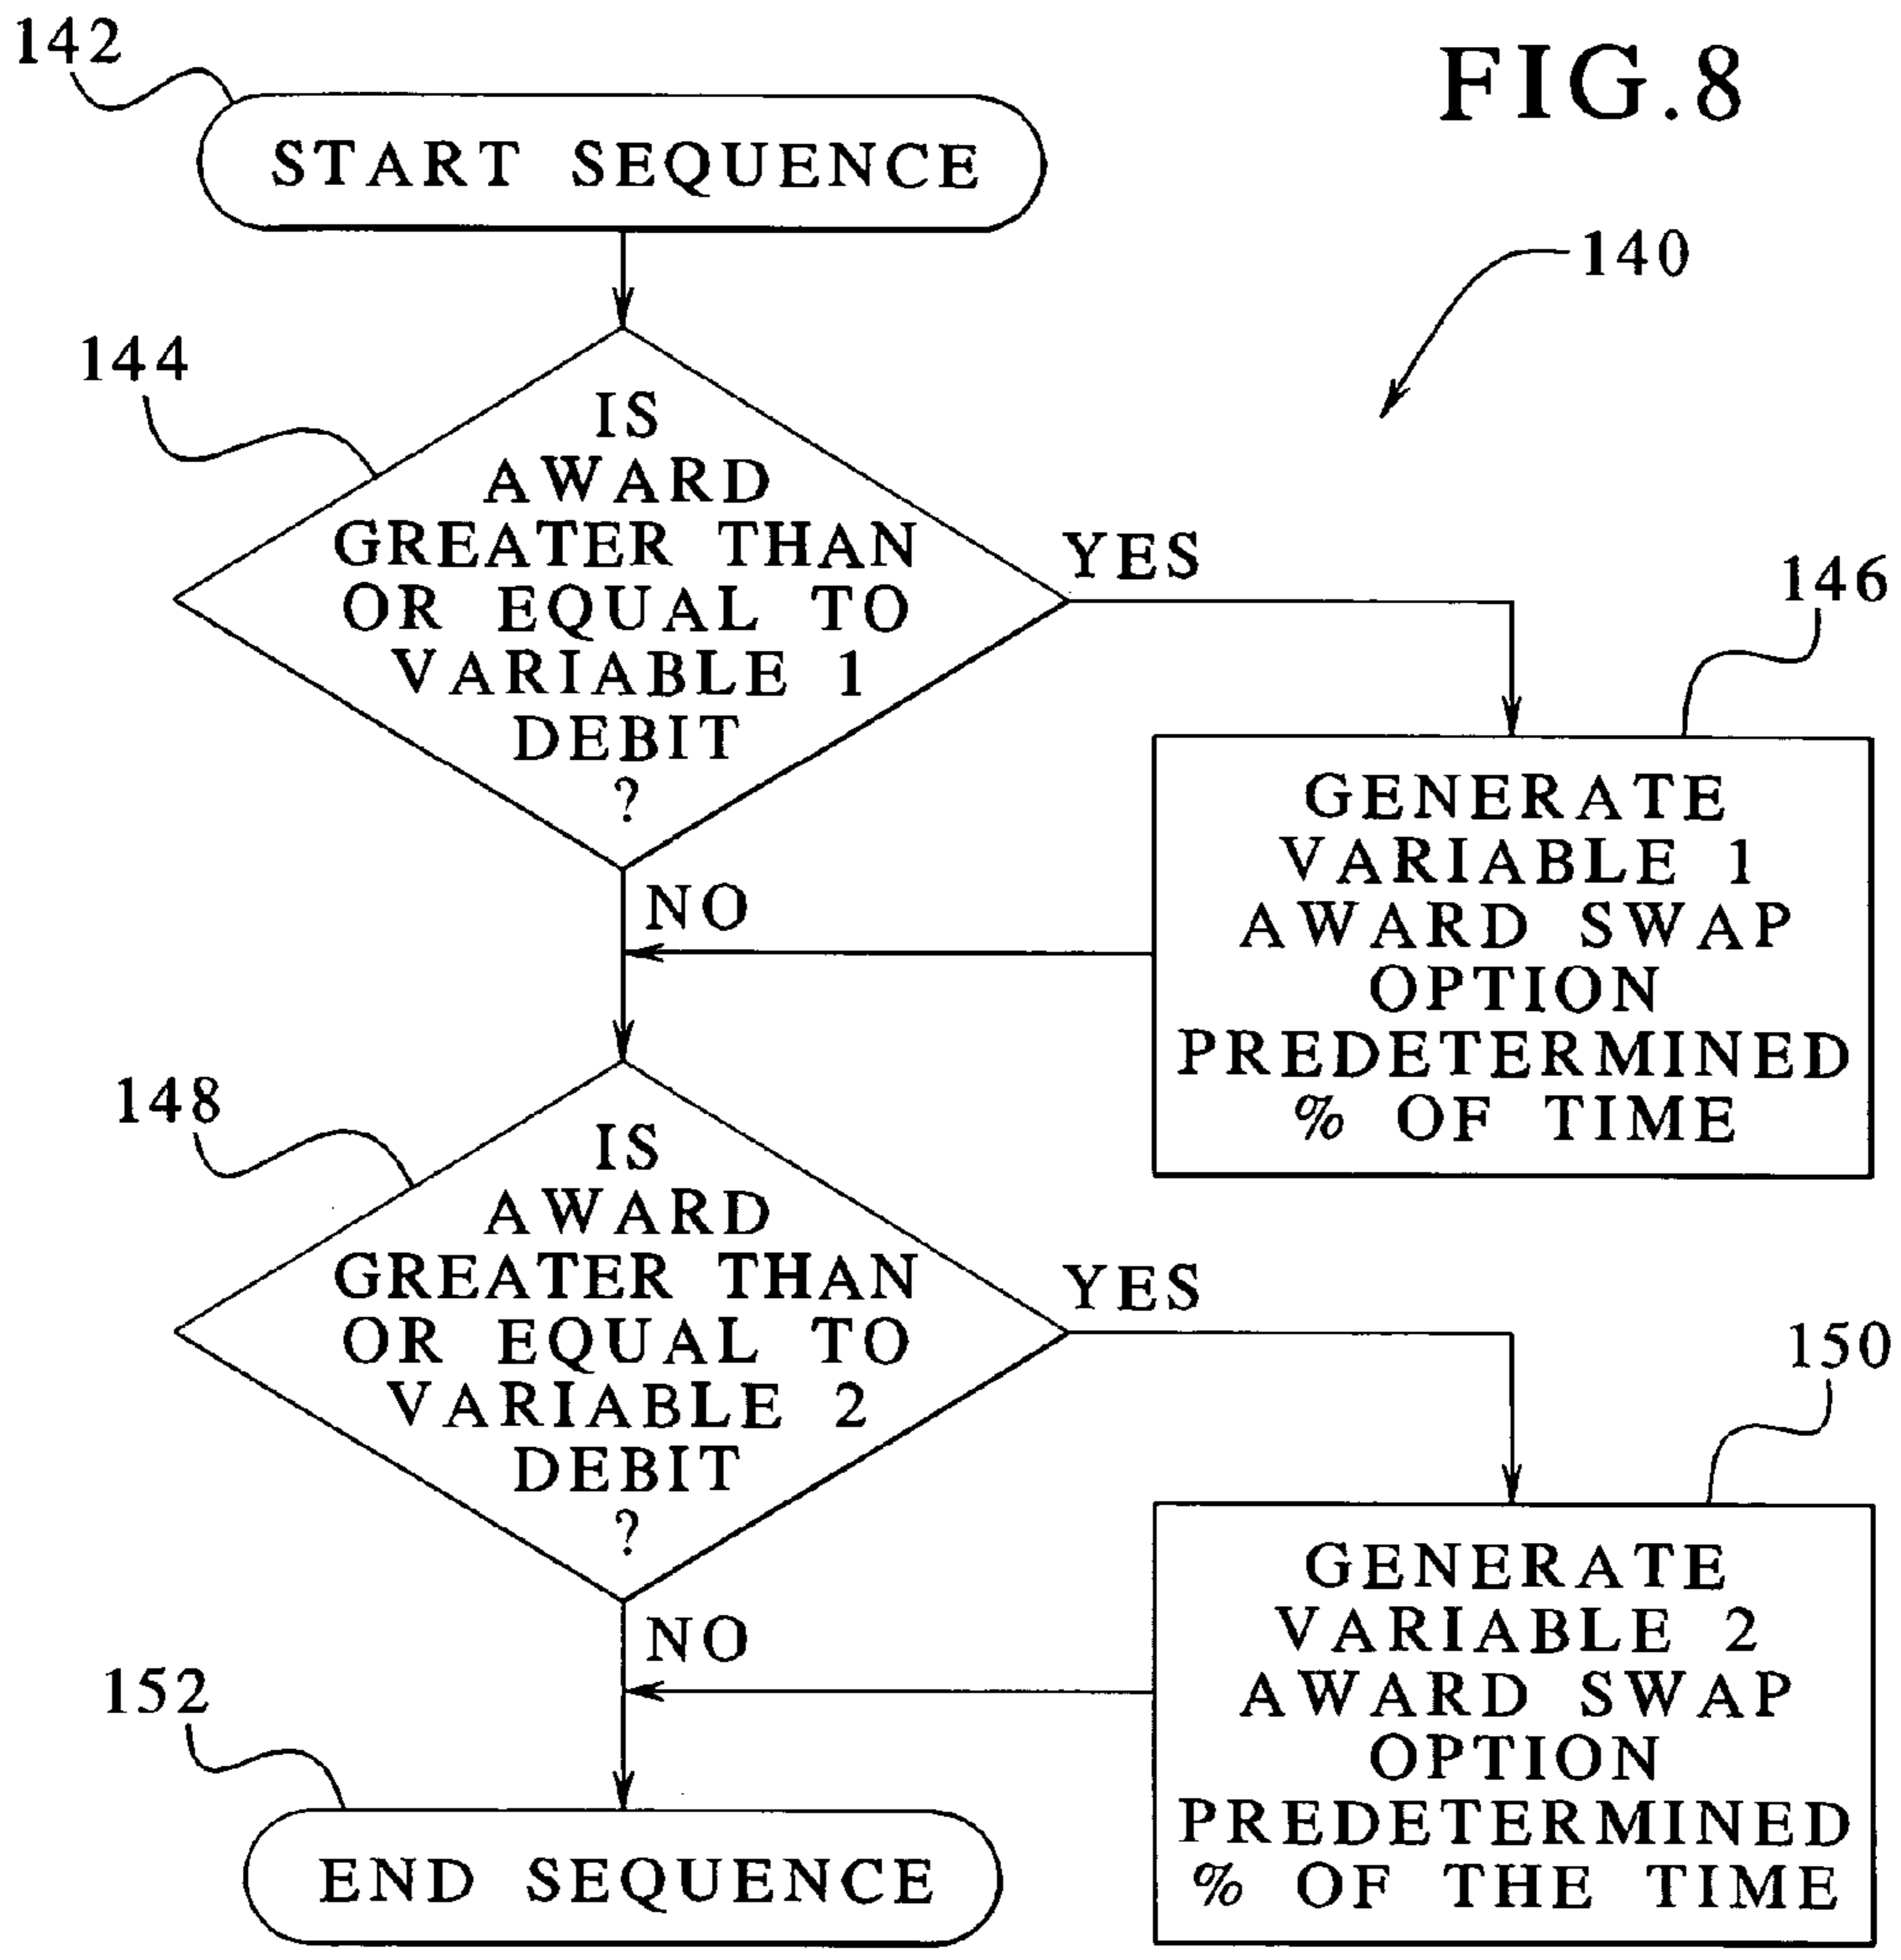 FIG.8
142
START SEQUENCE
140
144
IS
AWARD
GREATER THAN
OR EQUAL TO
VARIABLE 1
DEBIT
?
YES
NO
146
GENERATE
VARIABLE 1
AWARD SWAP
OPTION
PREDETERMINED
% OF TIME
148
IS
AWARD
GREATER THAN
OR EQUAL TO
VARIABLE 2
DEBIT
?
YES
NO
150
GENERATE
VARIABLE 2
AWARD SWAP
OPTION
PREDETERMINED
% OF THE TIME
152
END SEQUENCE